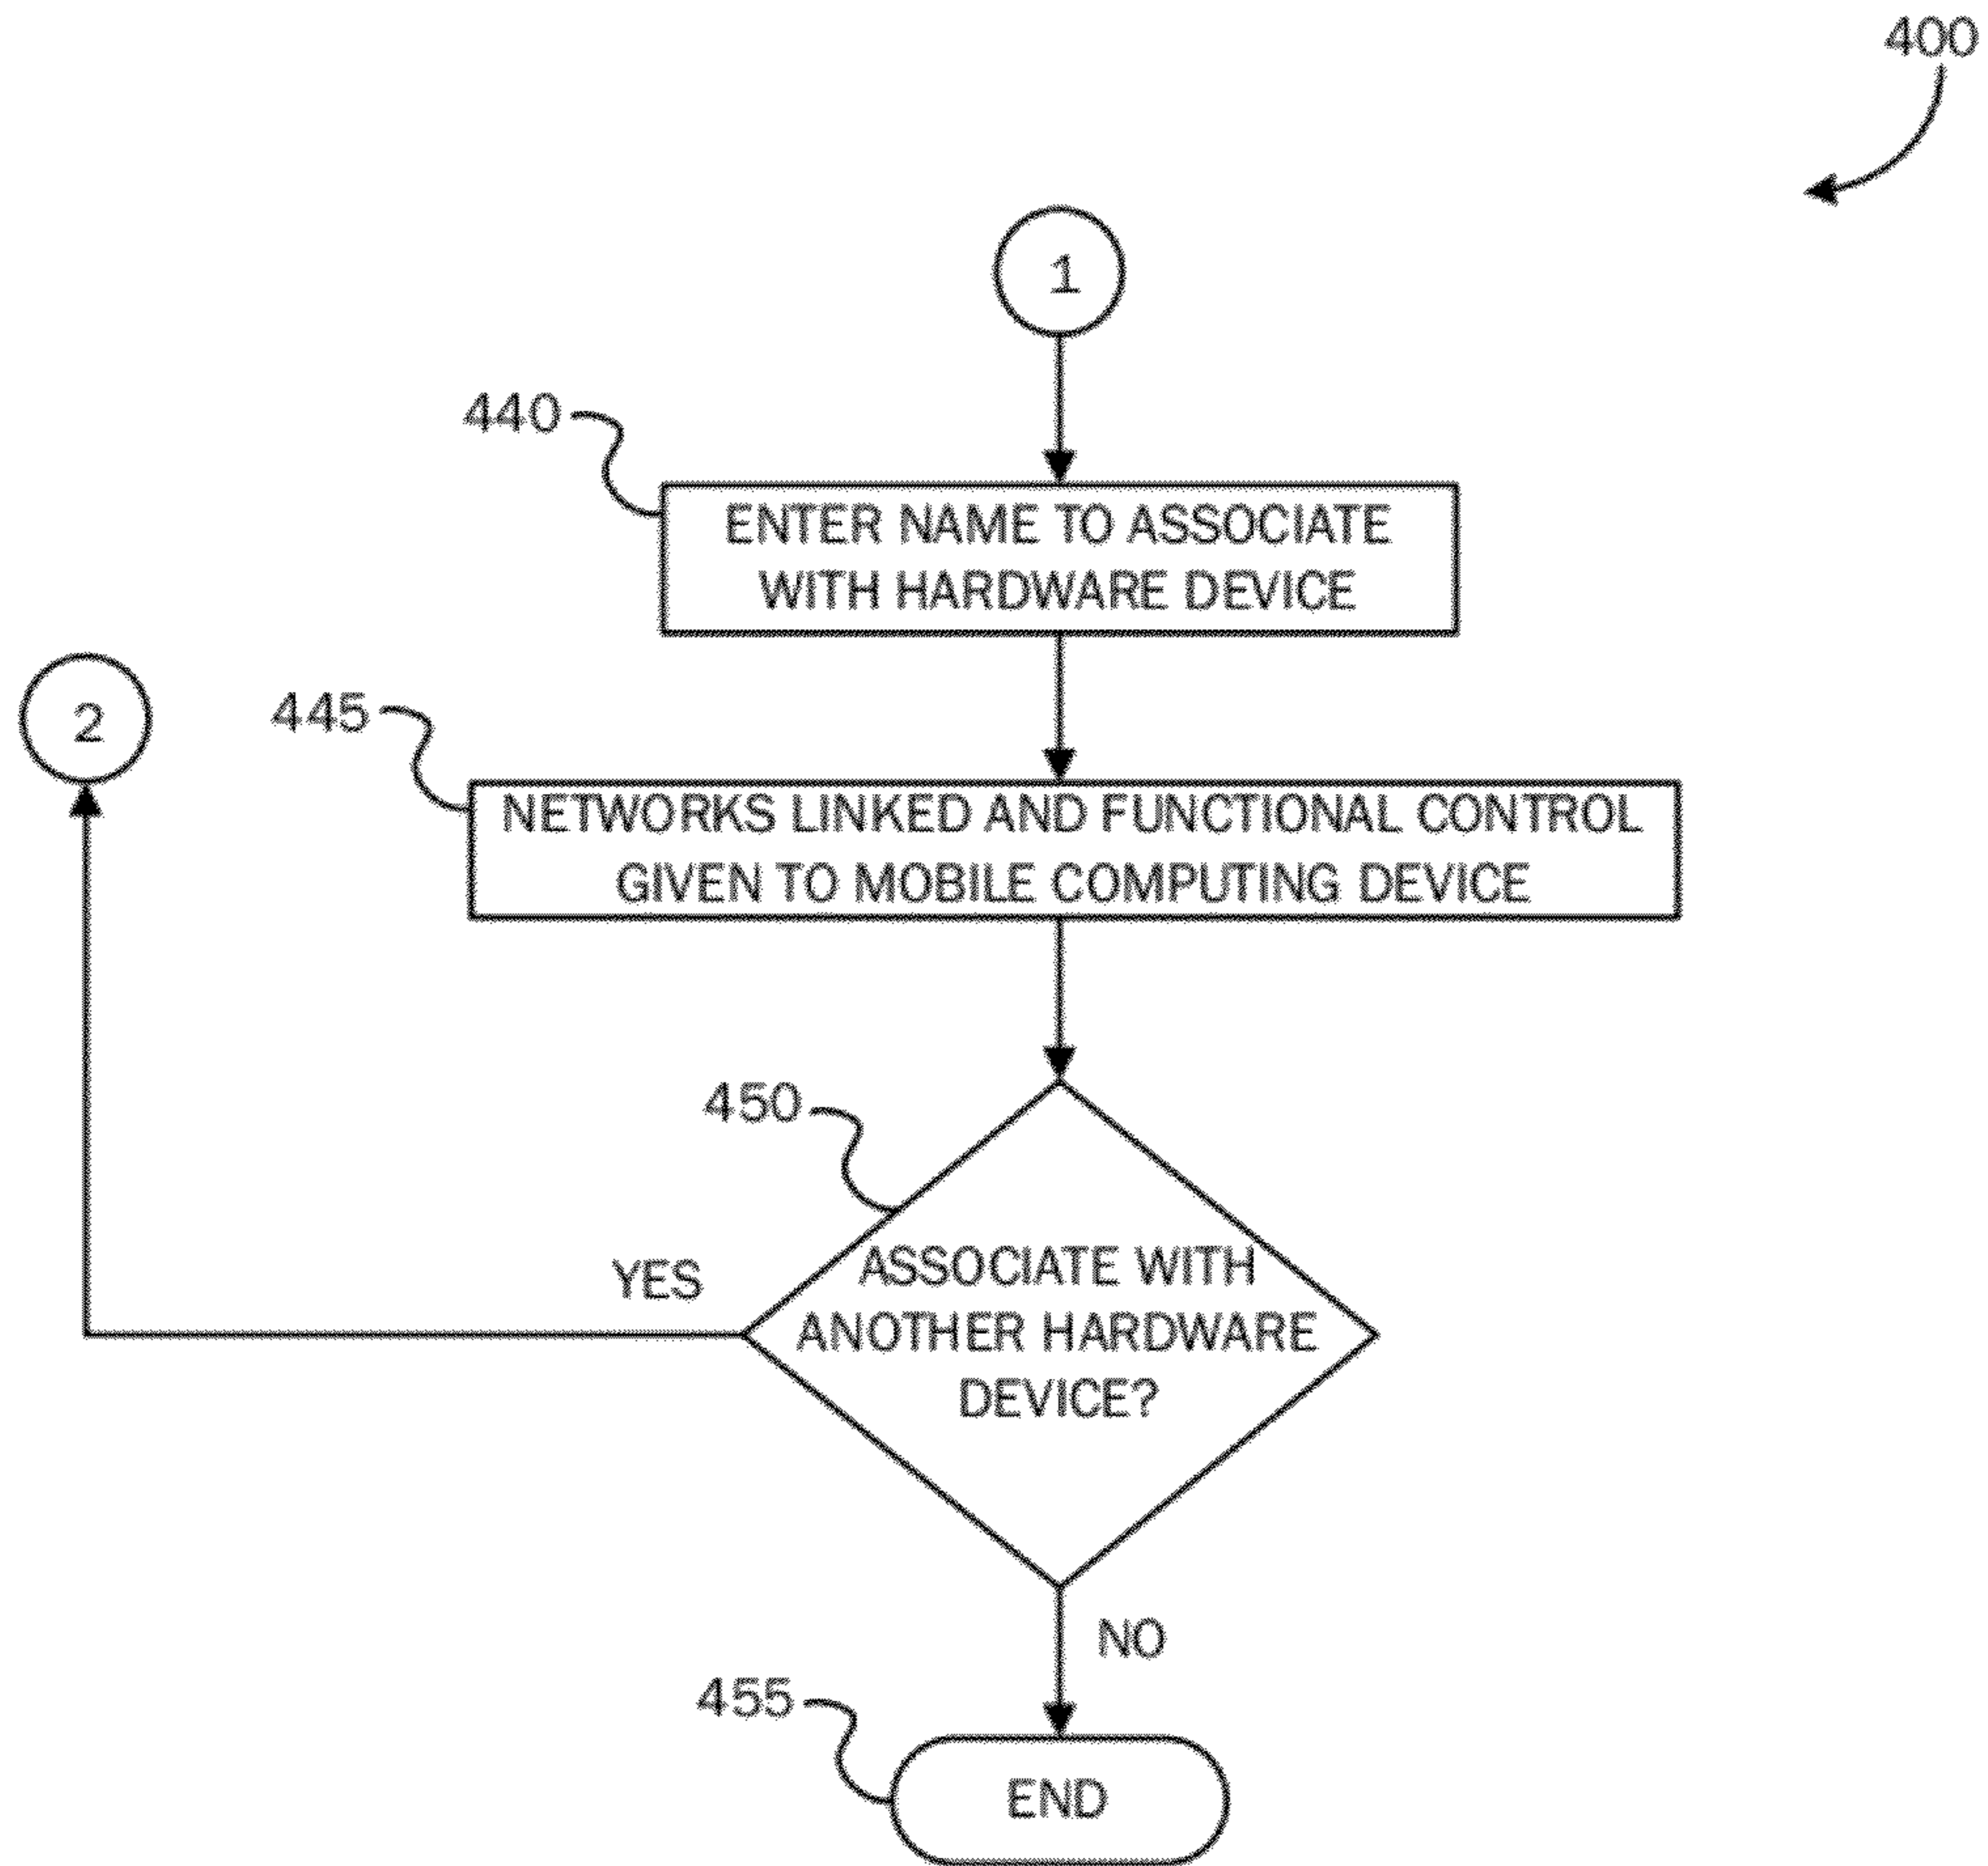 400
1
440
ENTER NAME TO ASSOCIATE
WITH HARDWARE DEVICE
2
445
NETWORKS LINKED AND FUNCTIONAL CONTROL
GIVEN TO MOBILE COMPUTING DEVICE
450
YES
ASSOCIATE WITH
ANOTHER HARDWARE
DEVICE?
NO
455
END